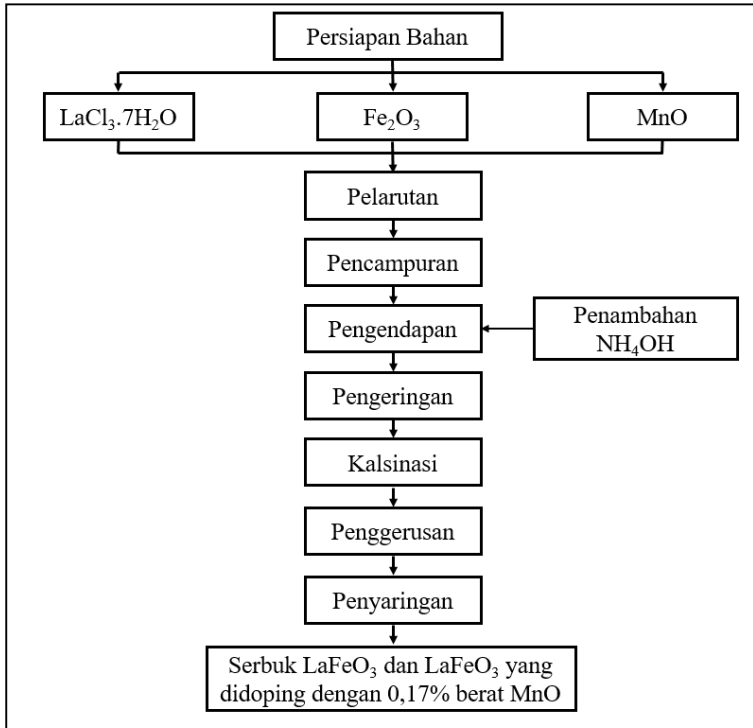 Persiapan Bahan
LaCl₃.7H₂O
Fe₂O₃
MnO
Pelarutan
Pencampuran
Pengendapan
Penambahan
NH₄OH
Pengeringan
Kalsinasi
Penggerusan
Penyaringan
Serbuk LaFeO₃ dan LaFeO₃ yang
didoping dengan 0,17% berat MnO